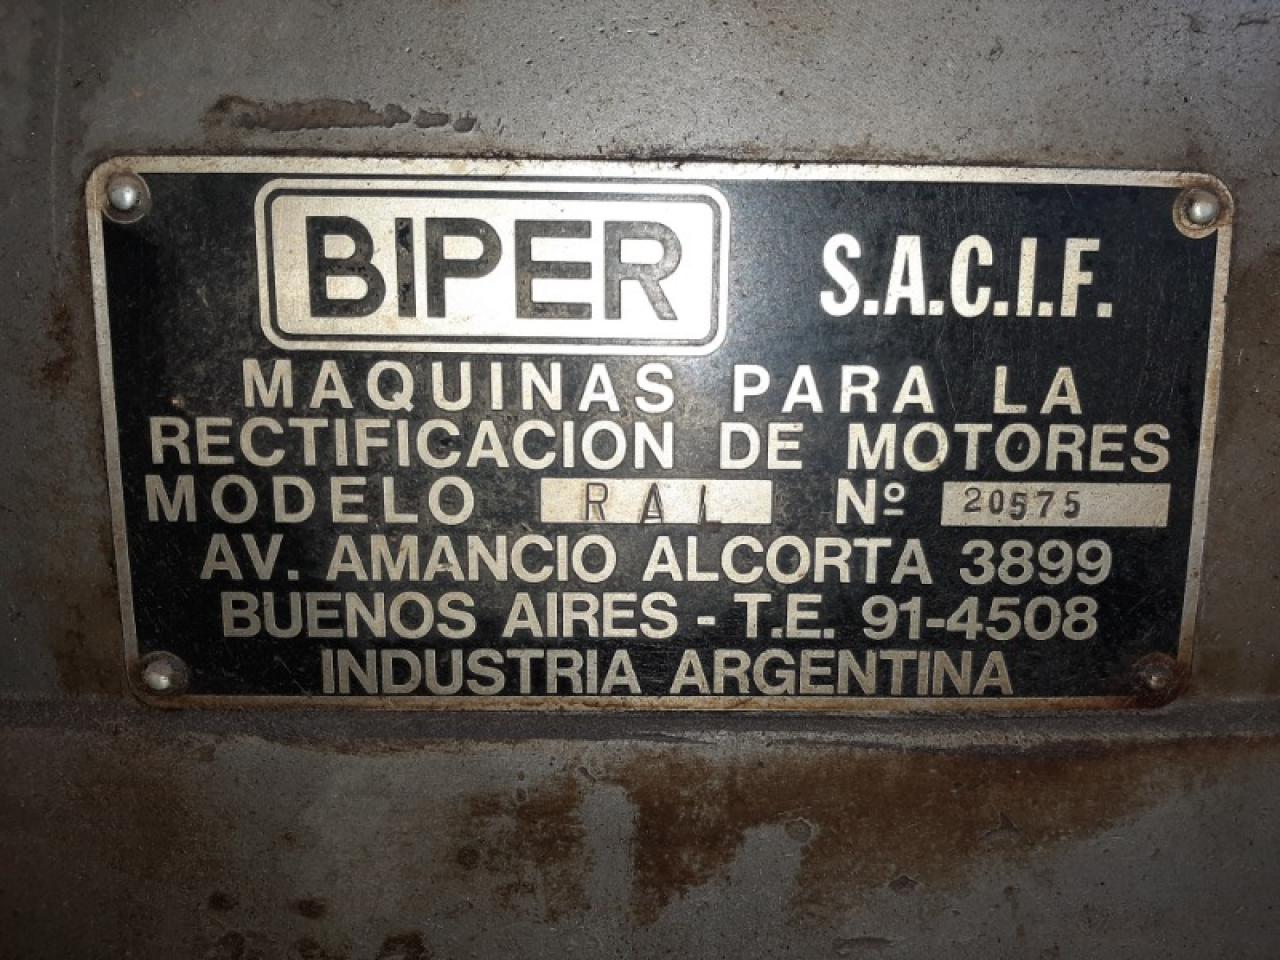 BIPER S.A.C.I.F.
MAQUINAS PARA LA
RECTIFICACION DE MOTORES
MODELO RAL Nº 20575
AV. AMANCIO ALCORTA 3899
BUENOS AIRES - T.E. 91-4508
INDUSTRIA ARGENTINA